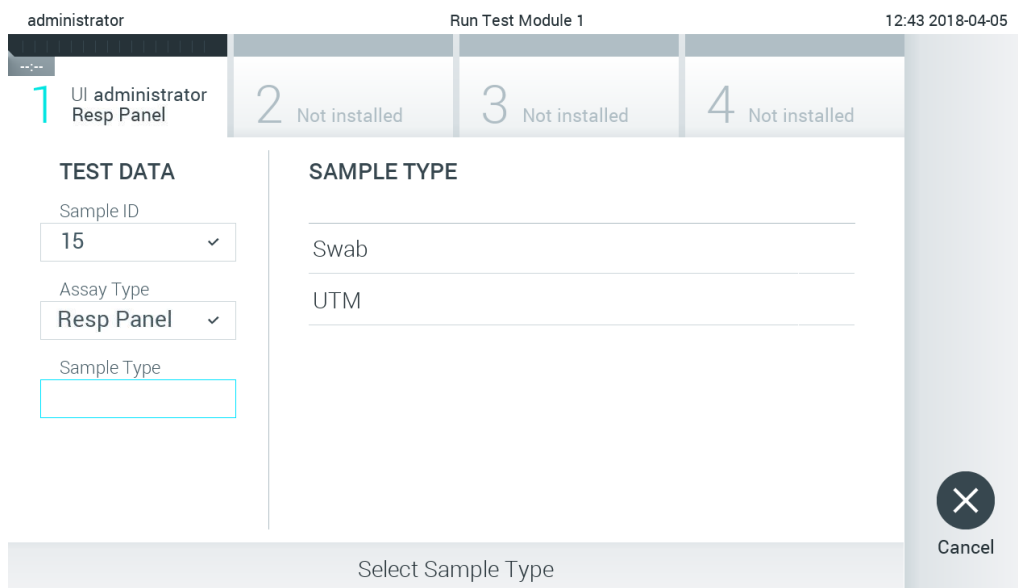 administrator
Run Test Module 1
12:43 2018-04-05
--:--
1
UI administrator
Resp Panel
2 Not installed
3 Not installed
4 Not installed
TEST DATA
Sample ID
15
Assay Type
Resp Panel
Sample Type
SAMPLE TYPE
Swab
UTM
Cancel
Select Sample Type